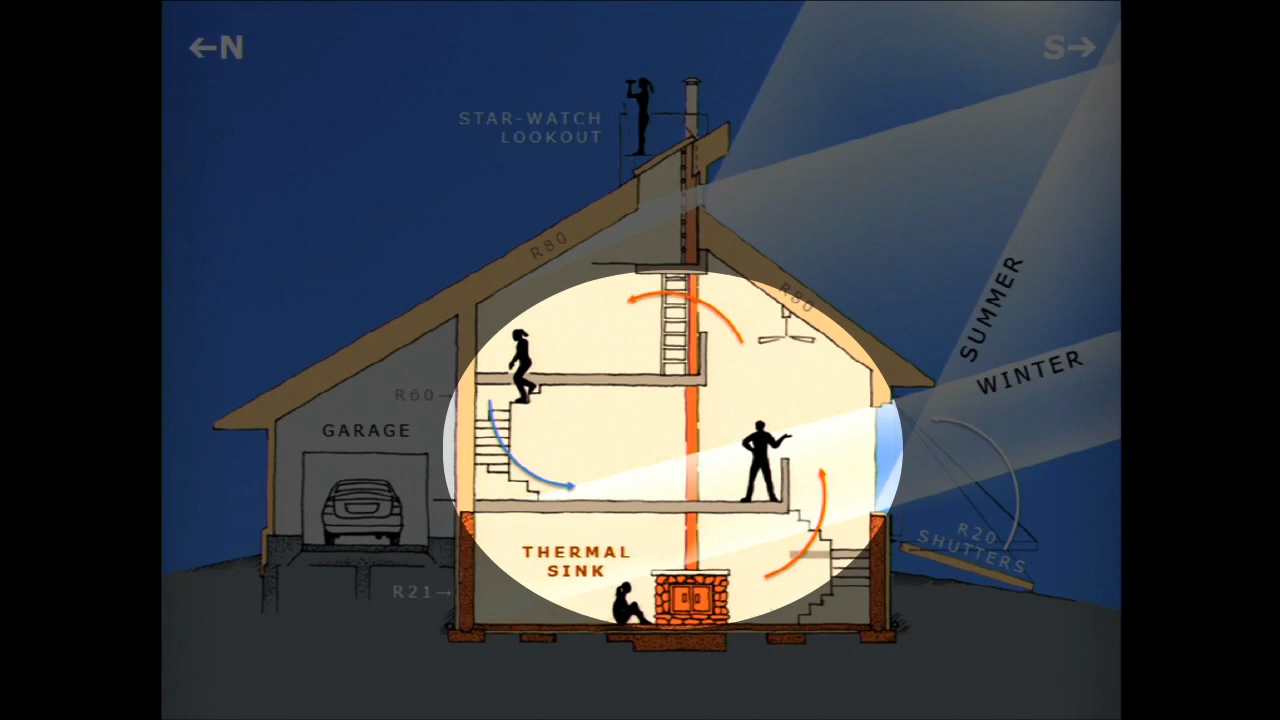 ←N
S→
STAR-WATCH
LOOKOUT
R80
R80
SUMMER
WINTER
R60
GARAGE
R20
SHUTTERS
THERMAL
SINK
R21→